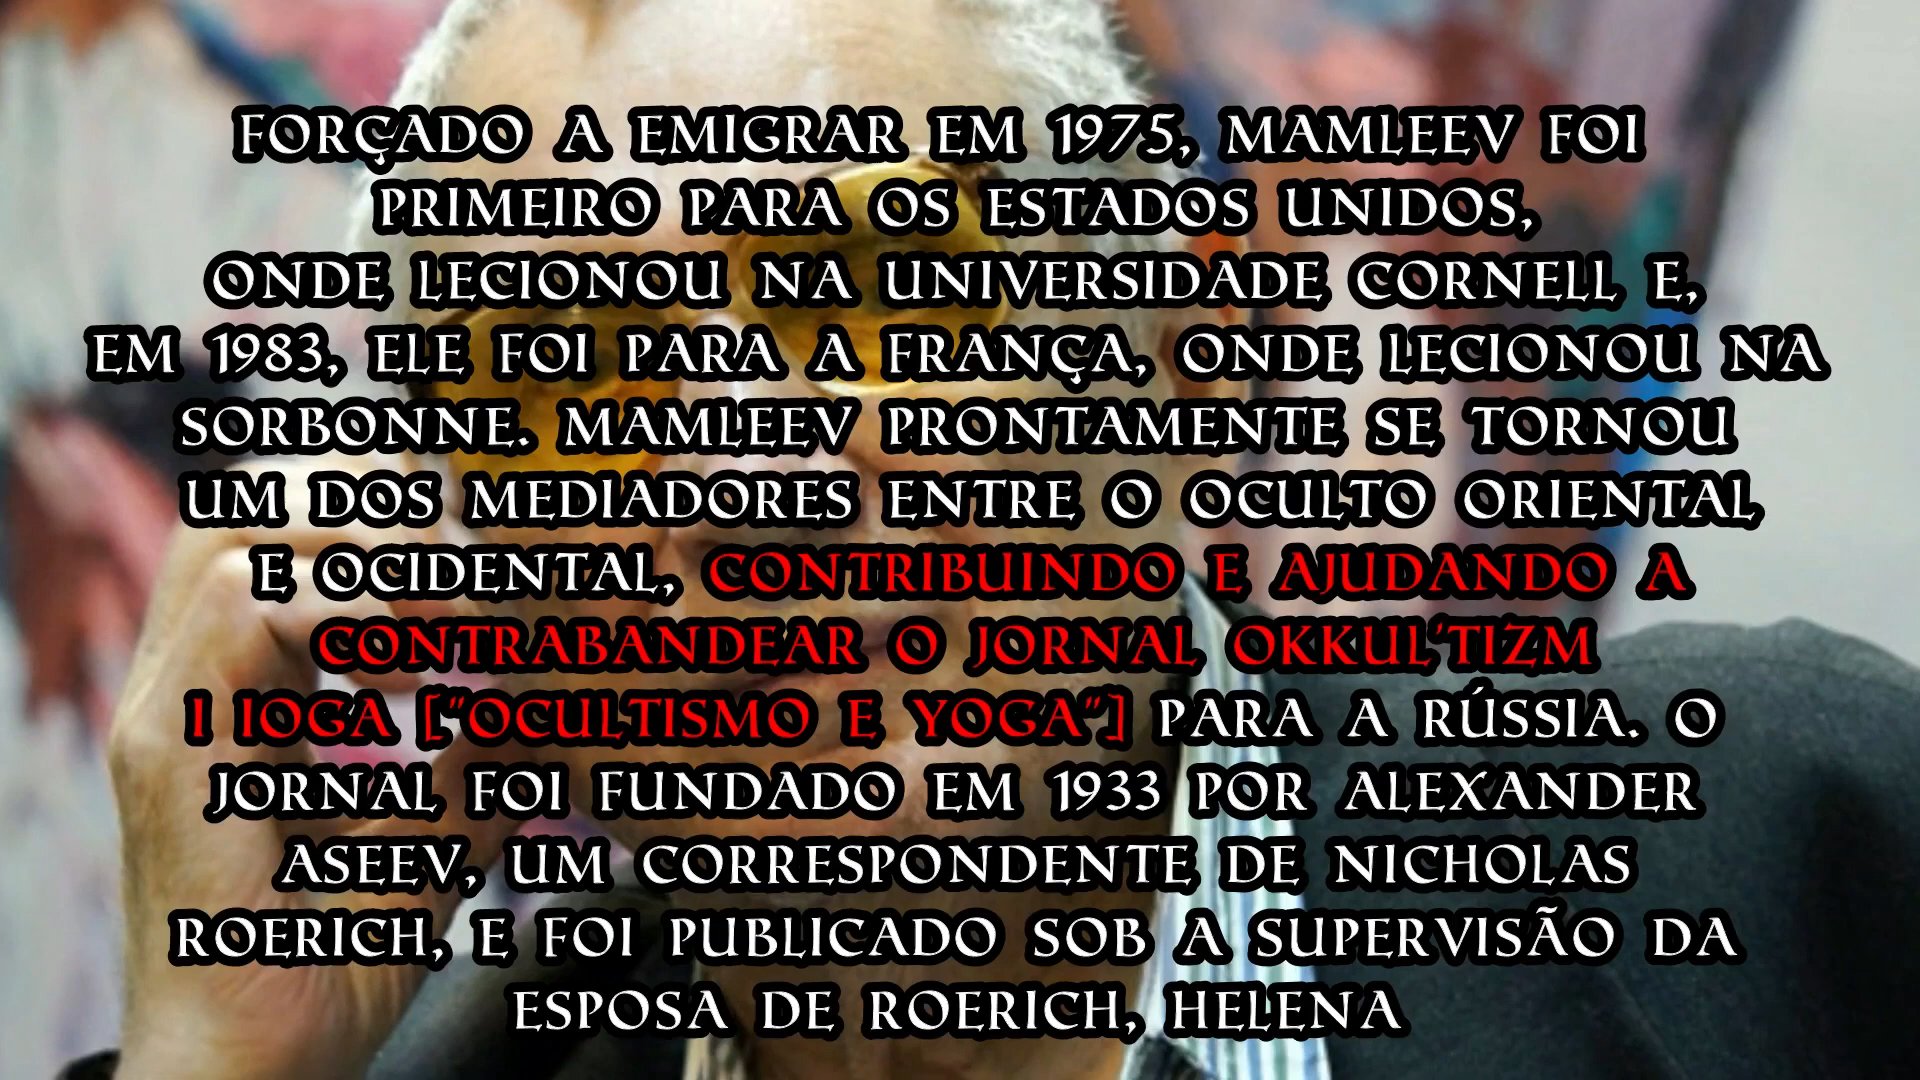 FORÇADO A EMIGRAR EM 1975, MAMLEEV FOI
PRIMEIRO PARA OS ESTADOS UNIDOS,
ONDE LECIONOU NA UNIVERSIDADE CORNELL E,
EM 1983, ELE FOI PARA A FRANÇA, ONDE LECIONOU NA
SORBONNE. MAMLEEV PRONTAMENTE SE TORNOU
UM DOS MEDIADORES ENTRE O OCULTO ORIENTAL
E OCIDENTAL, CONTRIBUINDO E AJUDANDO A
CONTRABANDEAR O JORNAL OKKUL'TIZM
I IOGA ["OCULTISMO E YOGA"] PARA A RÚSSIA. O
JORNAL FOI FUNDADO EM 1933 POR ALEXANDER
ASEEV, UM CORRESPONDENTE DE NICHOLAS
ROERICH, E FOI PUBLICADO SOB A SUPERVISÃO DA
ESPOSA DE ROERICH, HELENA